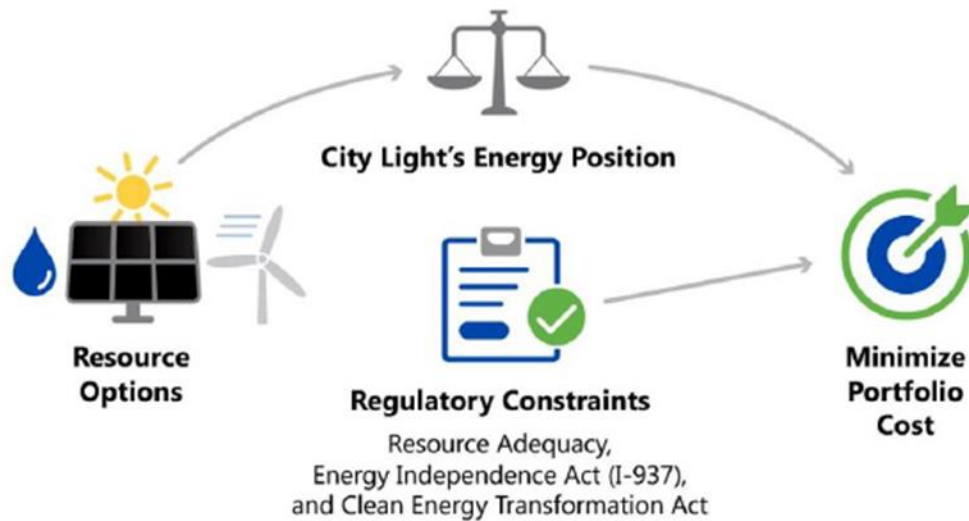 City Light's Energy Position
Resource
Options
Regulatory Constraints
Resource Adequacy,
Energy Independence Act (I-937),
and Clean Energy Transformation Act
Minimize
Portfolio
Cost